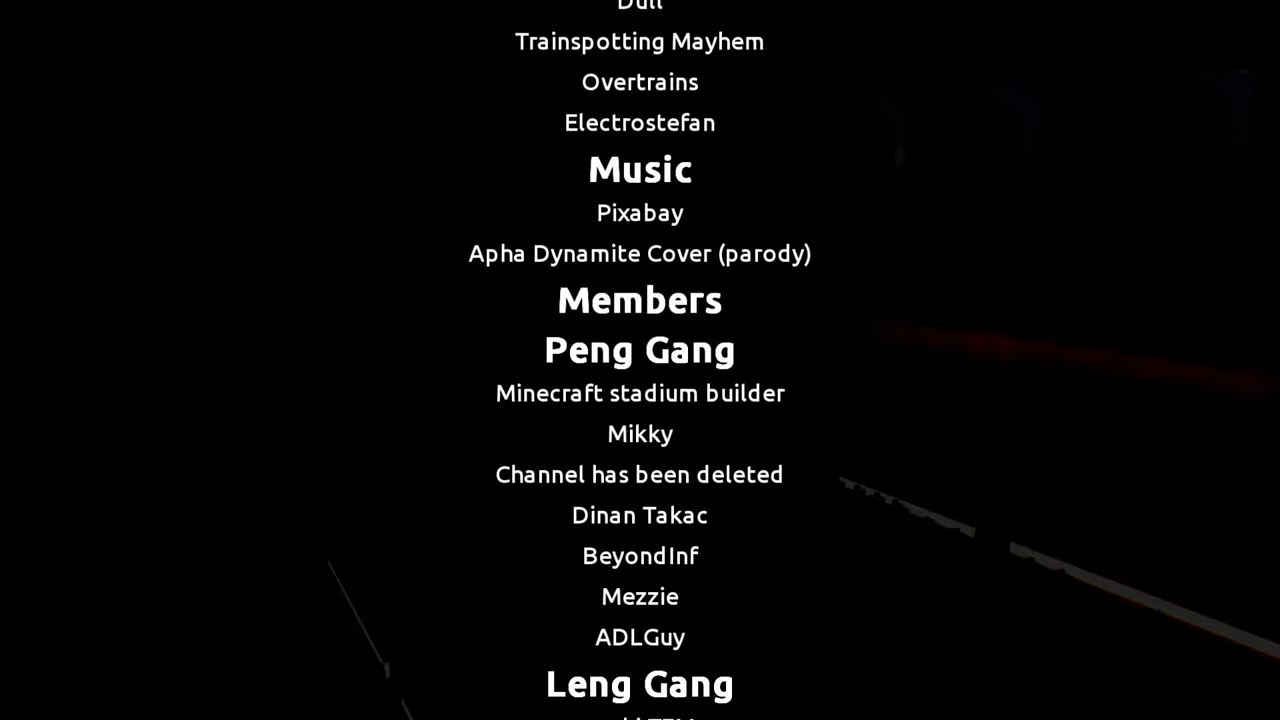 Dull
Trainspotting Mayhem
Overtrains
Electrostefan
Music
Pixabay
Apha Dynamite Cover (parody)
Members
Peng Gang
Minecraft stadium builder
Mikky
Channel has been deleted
Dinan Takac
BeyondInf
Mezzie
ADLGuy
Leng Gang